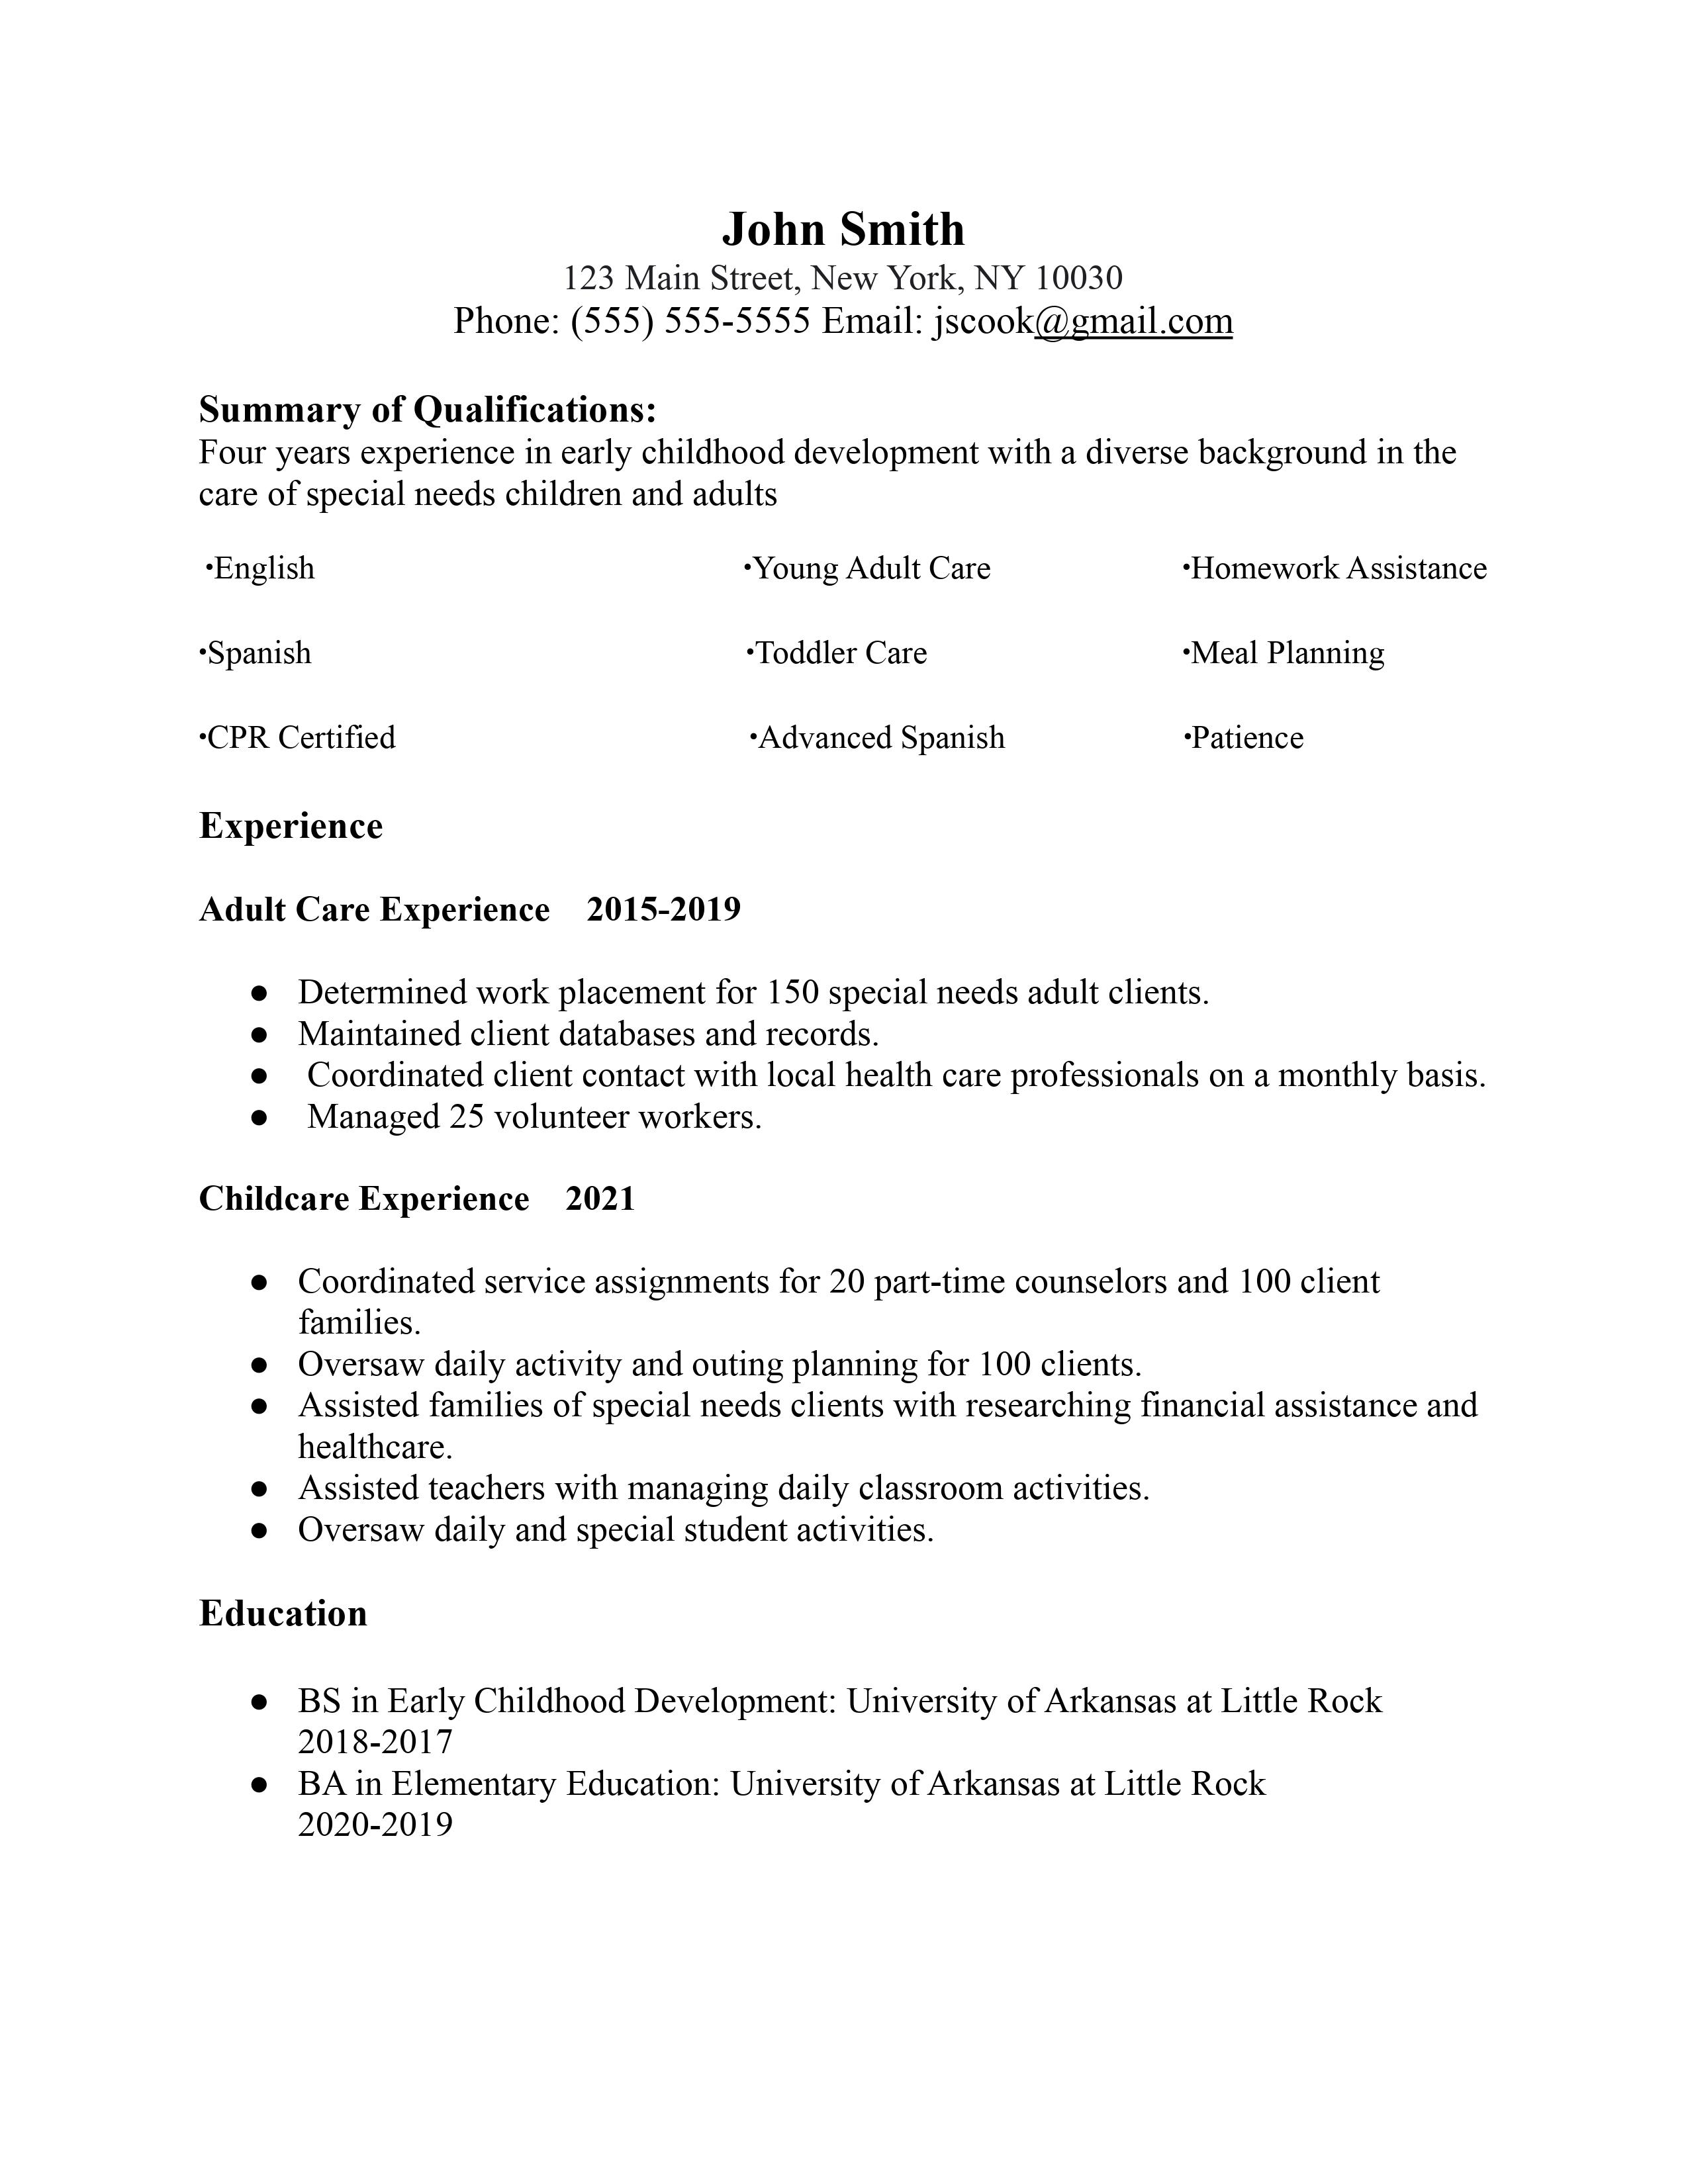 John Smith
123 Main Street, New York, NY 10030
Phone: (555) 555-5555 Email: jscook@gmail.com
Summary of Qualifications:
Four years experience in early childhood development with a diverse background in the
care of special needs children and adults
•English •Young Adult Care •Homework Assistance
•Spanish •Toddler Care •Meal Planning
•CPR Certified •Advanced Spanish •Patience
Experience
Adult Care Experience 2015-2019
● Determined work placement for 150 special needs adult clients.
● Maintained client databases and records.
● Coordinated client contact with local health care professionals on a monthly basis.
● Managed 25 volunteer workers.
Childcare Experience 2021
● Coordinated service assignments for 20 part-time counselors and 100 client
families.
● Oversaw daily activity and outing planning for 100 clients.
● Assisted families of special needs clients with researching financial assistance and
healthcare.
● Assisted teachers with managing daily classroom activities.
● Oversaw daily and special student activities.
Education
● BS in Early Childhood Development: University of Arkansas at Little Rock
2018-2017
● BA in Elementary Education: University of Arkansas at Little Rock
2020-2019